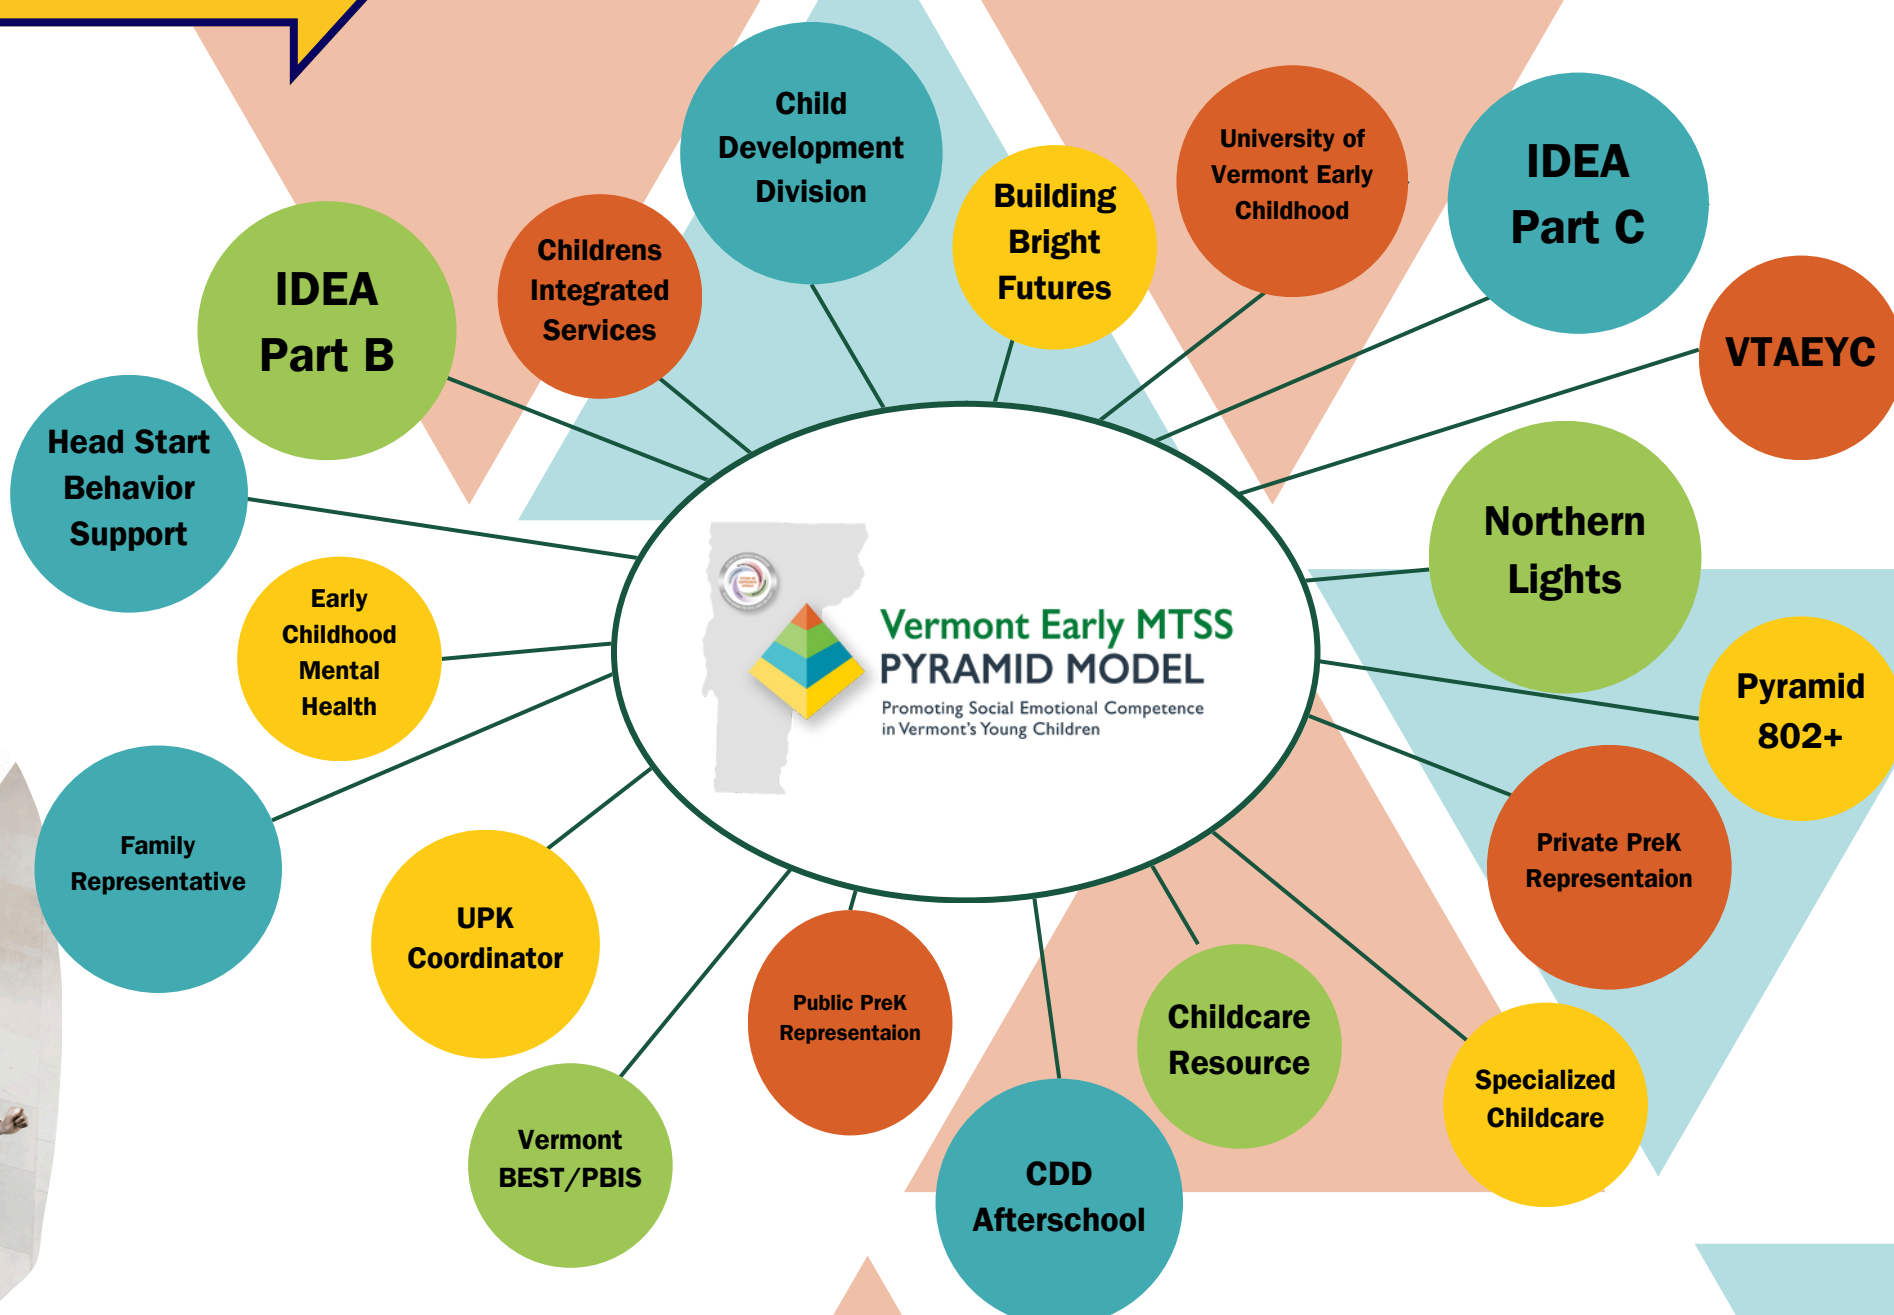 Child
Development
Division
University of
Vermont Early
Childhood
IDEA
Part C
Building
Bright
Futures
Childrens
Integrated
Services
IDEA
Part B
VTAEYC
Head Start
Behavior
Support
Northern
Lights
Early
Childhood
Mental
Health
Vermont Early MTSS
PYRAMID MODEL
Promoting Social Emotional Competence
in Vermont's Young Children
Pyramid
802+
Family
Representative
Private PreK
Representaion
UPK
Coordinator
Public PreK
Representaion
Childcare
Resource
Specialized
Childcare
Vermont
BEST/PBIS
CDD
Afterschool